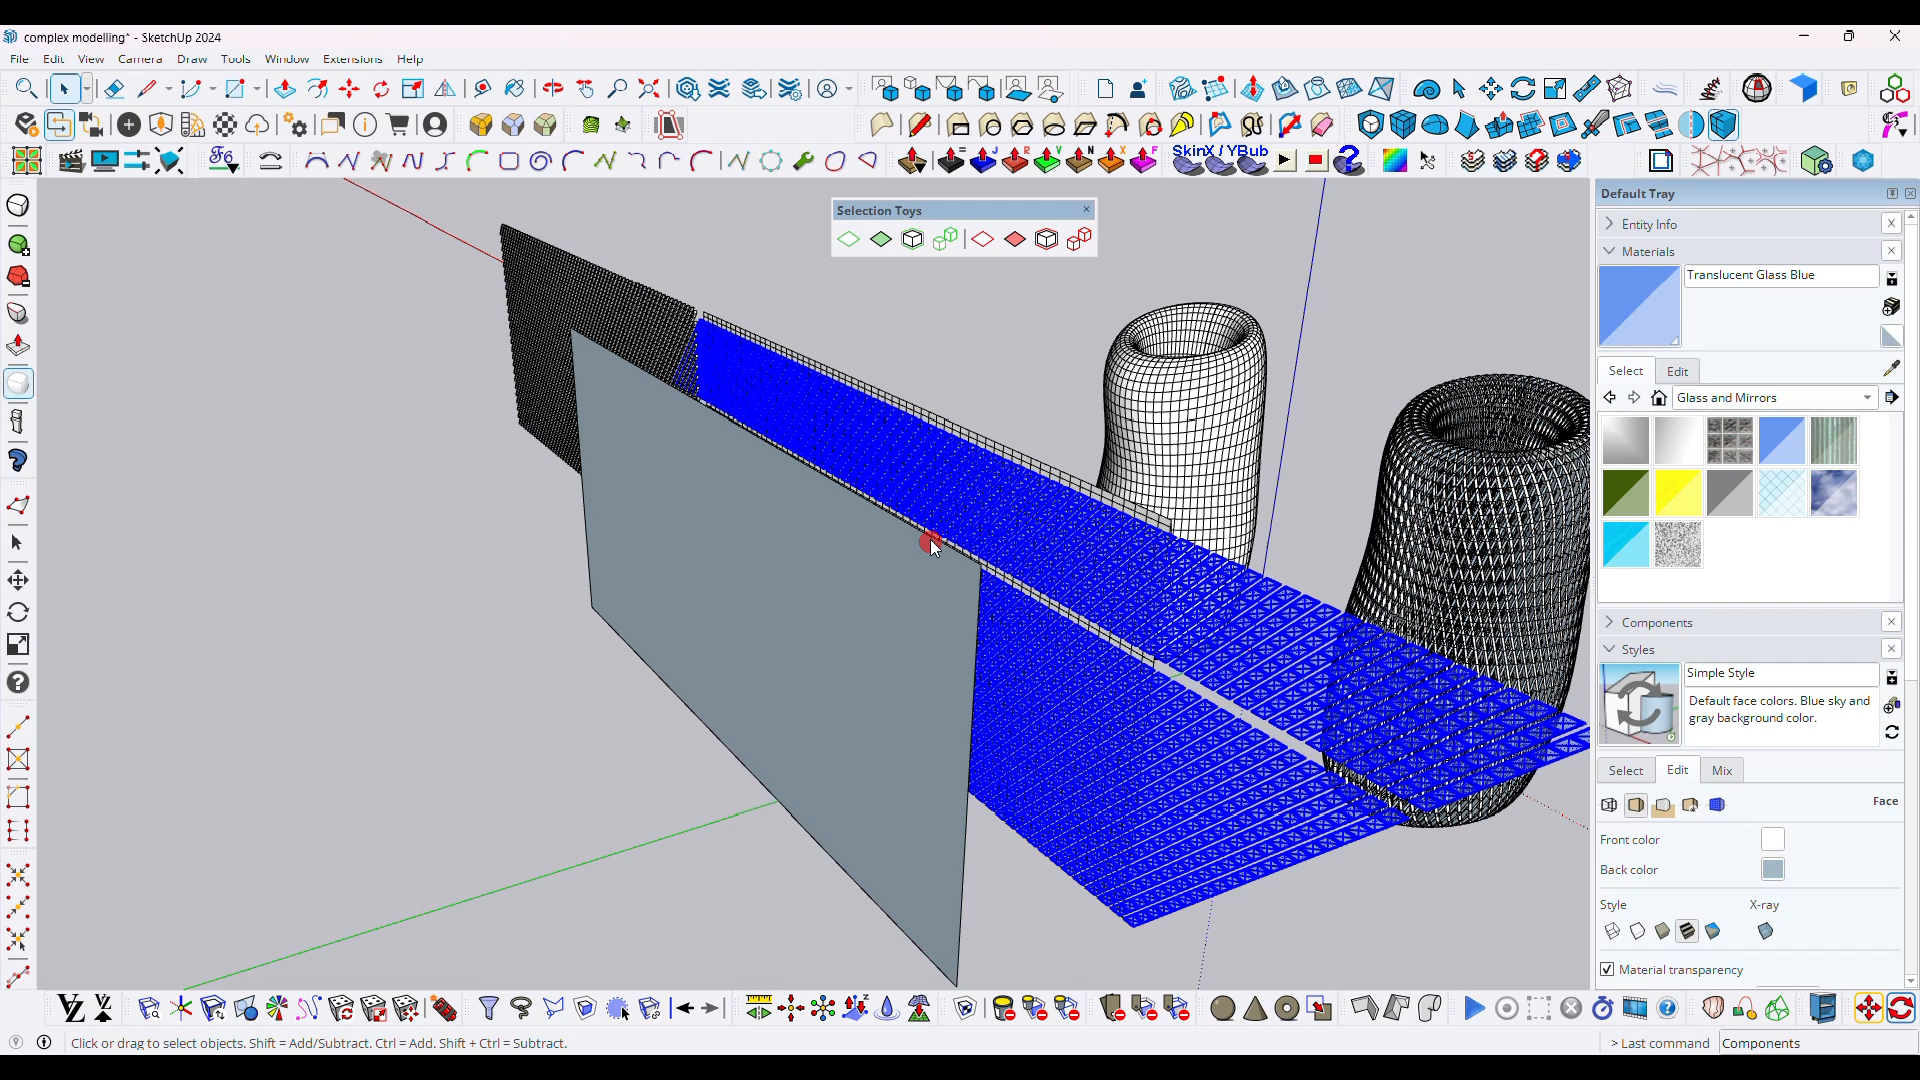 complex modelling* - SketchUp 2024
File Edit View Camera Draw Tools Window Extensions Help
SkinX / YBub
Selection Toys
Default Tray
Entity Info
Materials
Translucent Glass Blue
Select Edit
Glass and Mirrors
Components
Styles
Simple Style
Default face colors. Blue sky and
gray background color.
Select Edit Mix
Face
Front color
Back color
Style X-ray
Material transparency
Click or drag to select objects. Shift = Add/Subtract. Ctrl = Add. Shift + Ctrl = Subtract.
> Last command Components